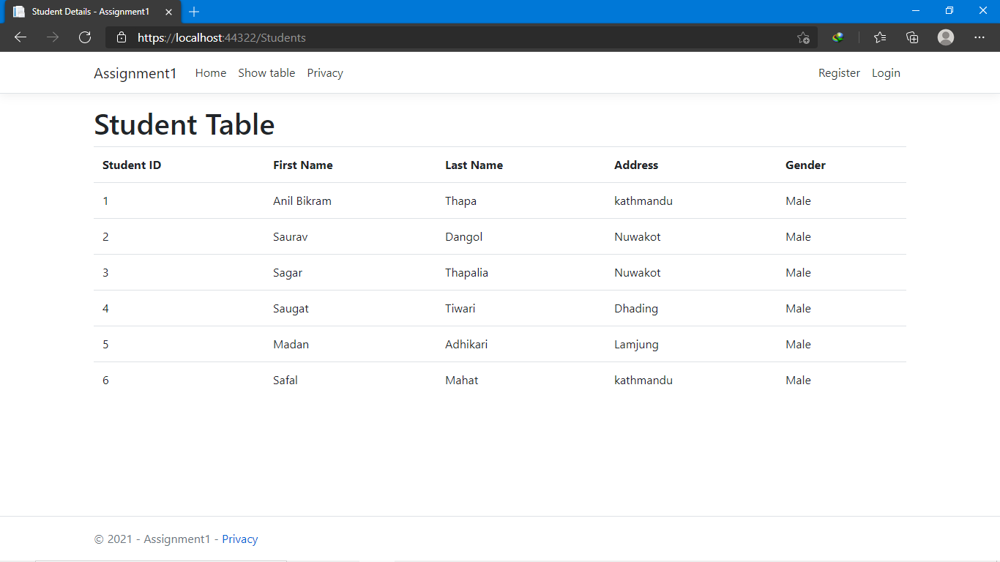 Student Details - Assignment1
https://localhost:44322/Students
Assignment1 Home Show table Privacy Register Login
Student Table
Student ID First Name Last Name Address Gender
1 Anil Bikram Thapa kathmandu Male
2 Saurav Dangol Nuwakot Male
3 Sagar Thapalia Nuwakot Male
4 Saugat Tiwari Dhading Male
5 Madan Adhikari Lamjung Male
6 Safal Mahat kathmandu Male
© 2021 - Assignment1 - Privacy